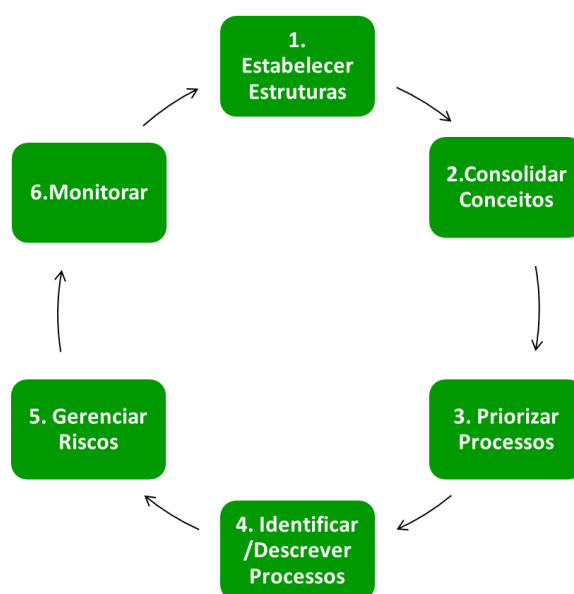 1.
Estabelecer
Estruturas
2.Consolidar
Conceitos
3. Priorizar
Processos
4. Identificar
/Descrever
Processos
5. Gerenciar
Riscos
6.Monitorar